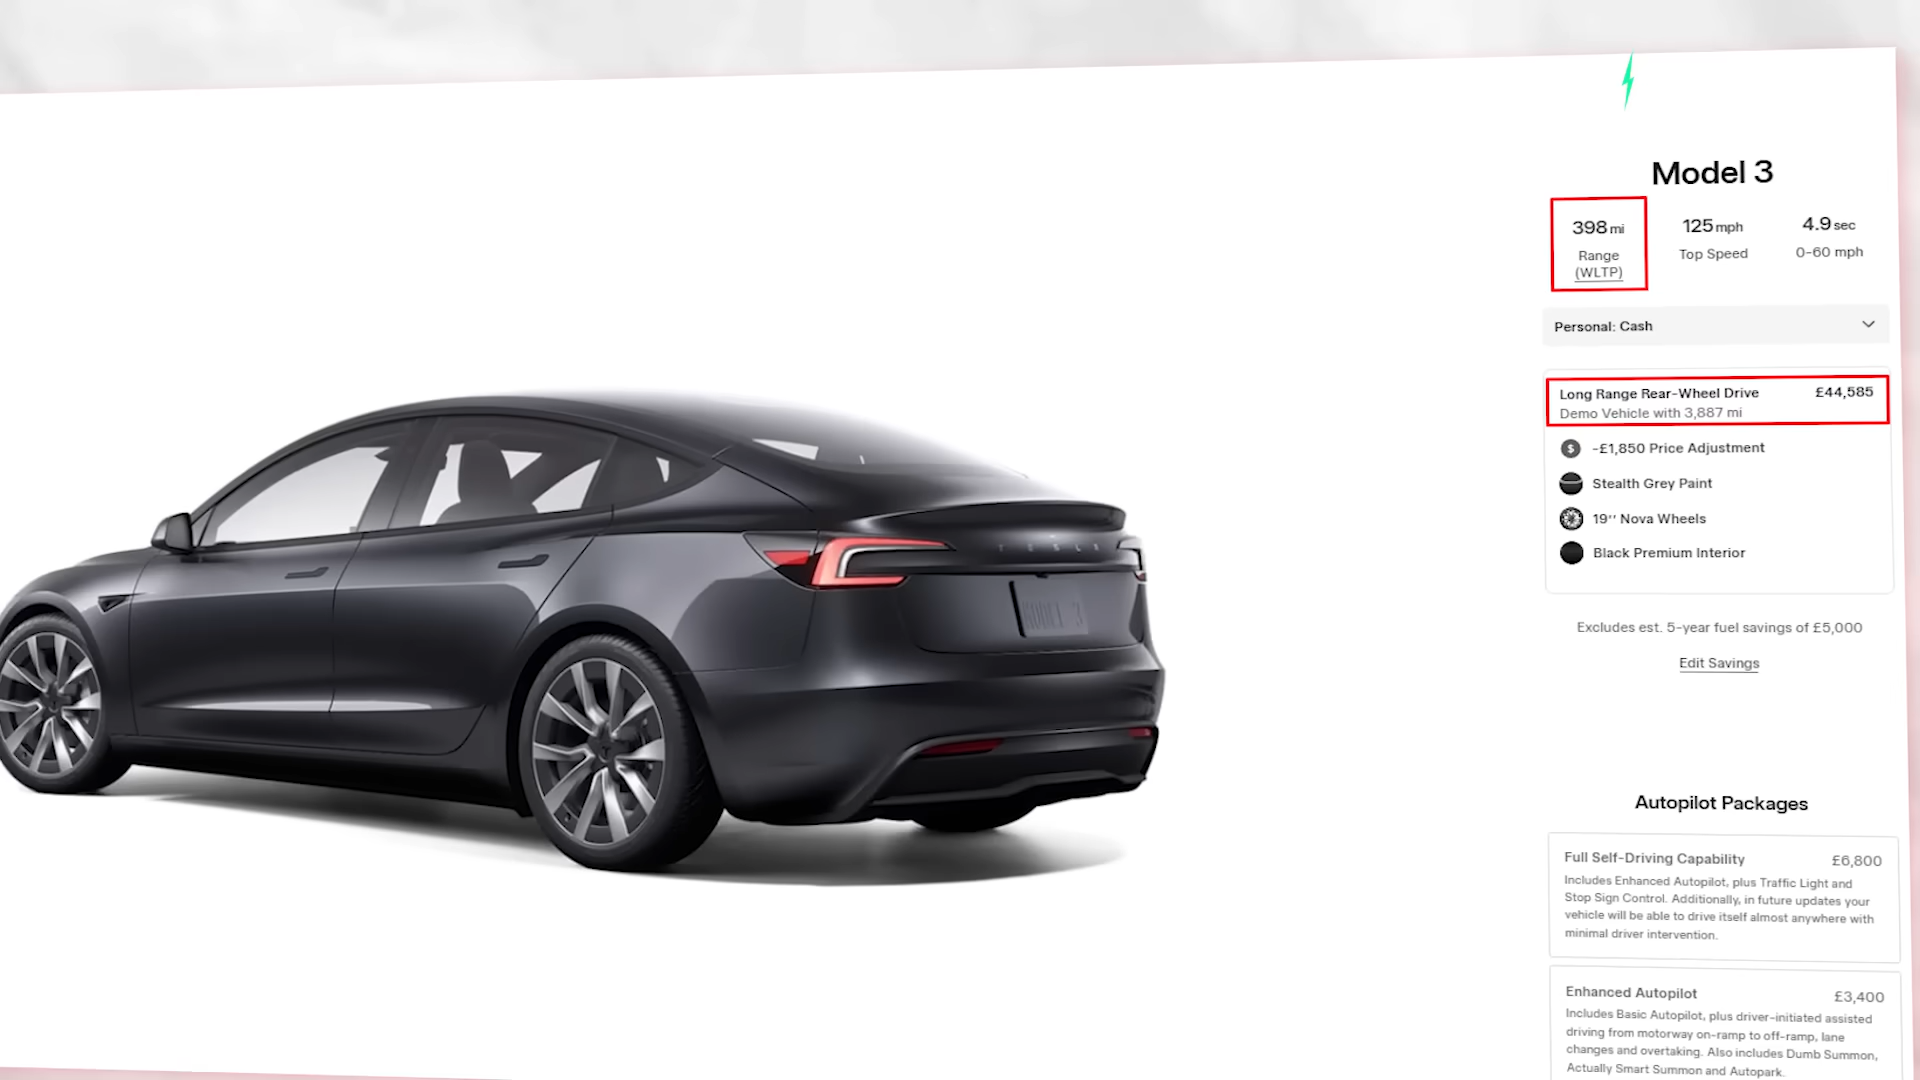 Model 3
398 mi
125 mph
4.9 sec
Range
(WLTP)
Top Speed
0-60 mph
Personal: Cash
Long Range Rear-Wheel Drive £44,585
Demo Vehicle with 3,887 mi
$ -£1,850 Price Adjustment
Stealth Grey Paint
19'' Nova Wheels
Black Premium Interior
Excludes est. 5-year fuel savings of £5,000
Edit Savings
TESLA
MODEL 3
Autopilot Packages
Full Self-Driving Capability £6,800
Includes Enhanced Autopilot, plus Traffic Light and
Stop Sign Control. Additionally, in future updates your
vehicle will be able to drive itself almost anywhere with
minimal driver intervention.
Enhanced Autopilot £3,400
Includes Basic Autopilot, plus driver-initiated assisted
driving from motorway on-ramp to off-ramp, lane
changes and overtaking. Also includes Dumb Summon,
Actually Smart Summon and Autopark.